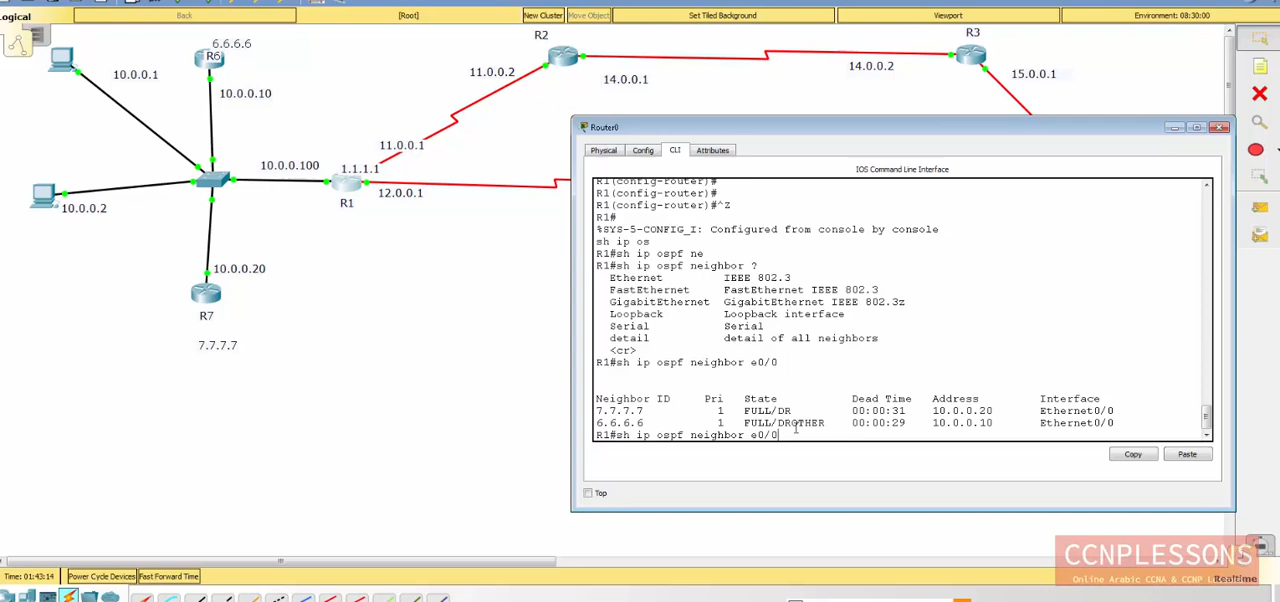 Logical
Back
[Root]
New Cluster
Move Object
Set Tiled Background
Viewport
Environment: 08:30:00
6.6.6.6
R6
10.0.0.1
10.0.0.10
R2
11.0.0.2
14.0.0.1
14.0.0.2
R3
15.0.0.1
11.0.0.1
10.0.0.100
1.1.1.1
R1
12.0.0.1
10.0.0.2
10.0.0.20
R7
7.7.7.7
Router0
Physical
Config
CLI
Attributes
IOS Command Line Interface
R1(config-router)#
R1(config-router)#
R1(config-router)#^Z
R1#
%SYS-5-CONFIG_I: Configured from console by console
sh ip os
R1#sh ip ospf ne
R1#sh ip ospf neighbor ?
Ethernet IEEE 802.3
FastEthernet FastEthernet IEEE 802.3
GigabitEthernet GigabitEthernet IEEE 802.3z
Loopback Loopback interface
Serial Serial
detail detail of all neighbors
<cr>
R1#sh ip ospf neighbor e0/0
Neighbor ID Pri State Dead Time Address Interface
7.7.7.7 1 FULL/DR 00:00:31 10.0.0.20 Ethernet0/0
6.6.6.6 1 FULL/DROTHER 00:00:29 10.0.0.10 Ethernet0/0
R1#sh ip ospf neighbor e0/0
Copy
Paste
Top
CCNPLESSONS
Online Arabic CCNA & CCNP
Time: 01:43:14
Power Cycle Devices
Fast Forward Time
Realtime